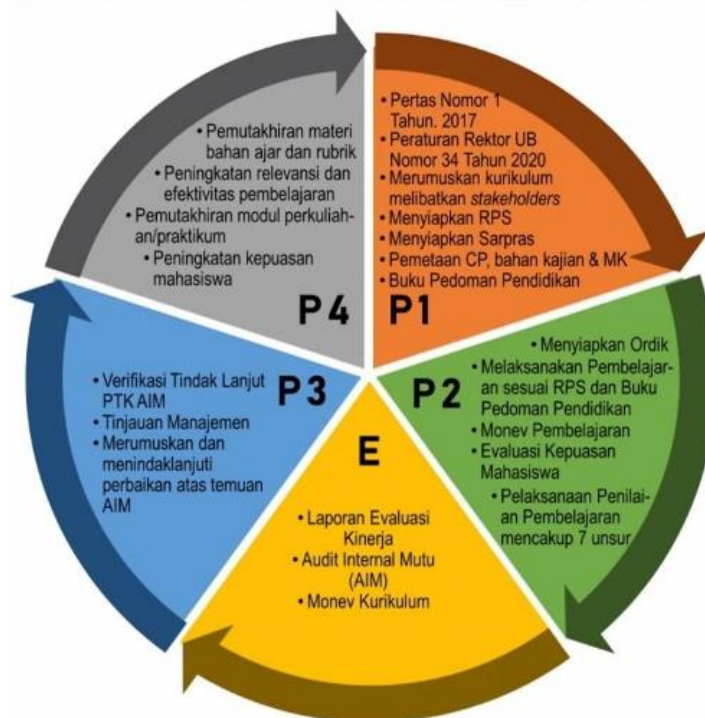 • Pemutakhiran materi
bahan ajar dan rubrik
• Peningkatan relevansi dan
efektivitas pembelajaran
• Pemutakhiran modul perkuliah-
an/praktikum
• Peningkatan kepuasan
mahasiswa
P4
• Pertas Nomor 1
Tahun. 2017
• Peraturan Rektor UB
Nomor 34 Tahun 2020
• Merumuskan kurikulum
melibatkan stakeholders
• Menyiapkan RPS
• Menyiapkan Sarpras
• Pemetaan CP, bahan kajian & MK
• Buku Pedoman Pendidikan
P1
• Menyiapkan Ordik
• Melaksanakan Pembelajar-
an sesuai RPS dan Buku
Pedoman Pendidikan
• Monev Pembelajaran
• Evaluasi Kepuasan
Mahasiswa
• Pelaksanaan Penilai-
an Pembelajaran
mencakup 7 unsur
P2
E
• Laporan Evaluasi
Kinerja
• Audit Internal Mutu
(AIM)
• Monev Kurikulum
P3
• Verifikasi Tindak Lanjut
PTK AIM
• Tinjauan Manajemen
• Merumuskan dan
menindaklanjuti
perbaikan atas temuan
AIM